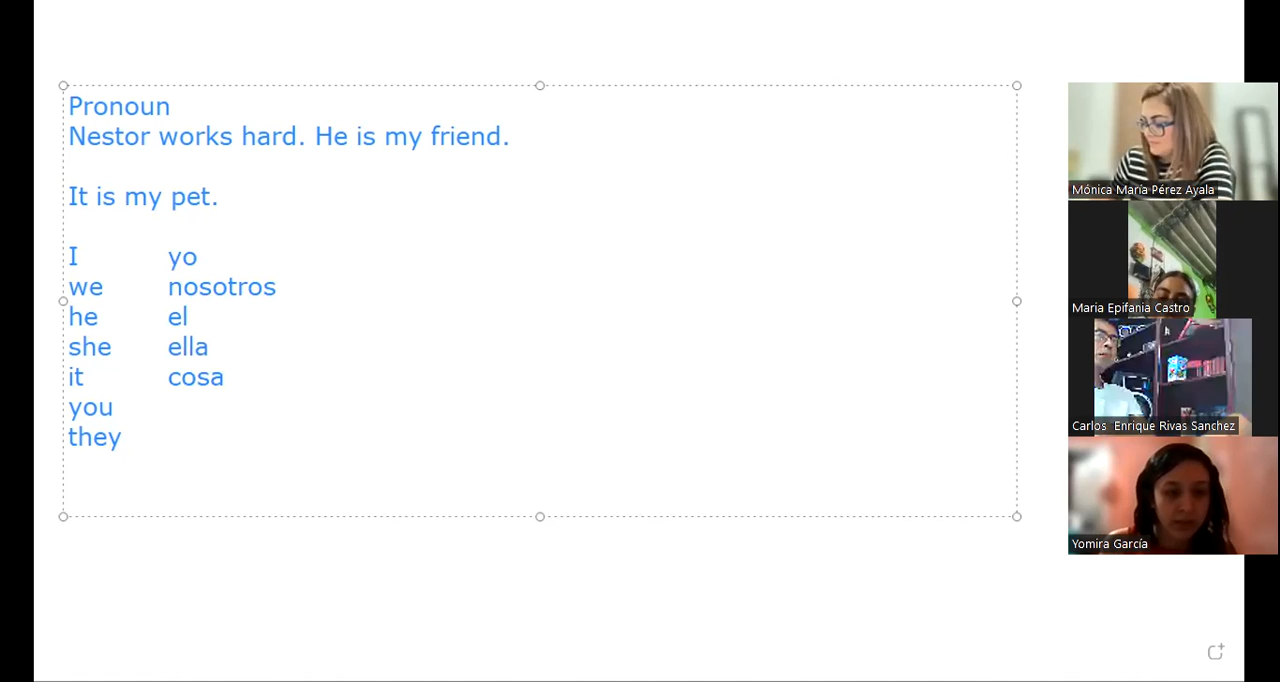 Pronoun
Nestor works hard. He is my friend.
It is my pet.
I yo
we nosotros
he el
she ella
it cosa
you
they
Mónica María Pérez Ayala
Maria Epifania Castro
Carlos Enrique Rivas Sanchez
Yomira García